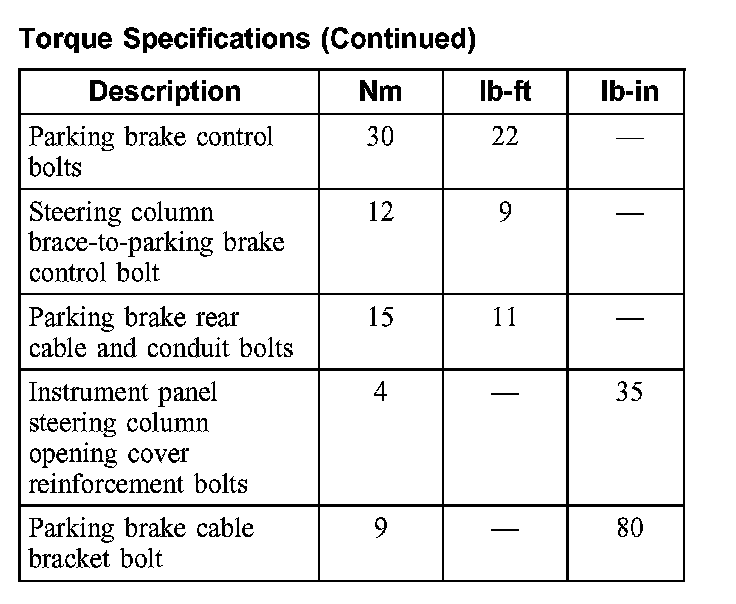 Torque Specifications (Continued)
Description Nm lb-ft lb-in
Parking brake control 30 22 —
bolts
Steering column 12 9 —
brace-to-parking brake
control bolt
Parking brake rear 15 11 —
cable and conduit bolts
Instrument panel 4 — 35
steering column
opening cover
reinforcement bolts
Parking brake cable 9 — 80
bracket bolt